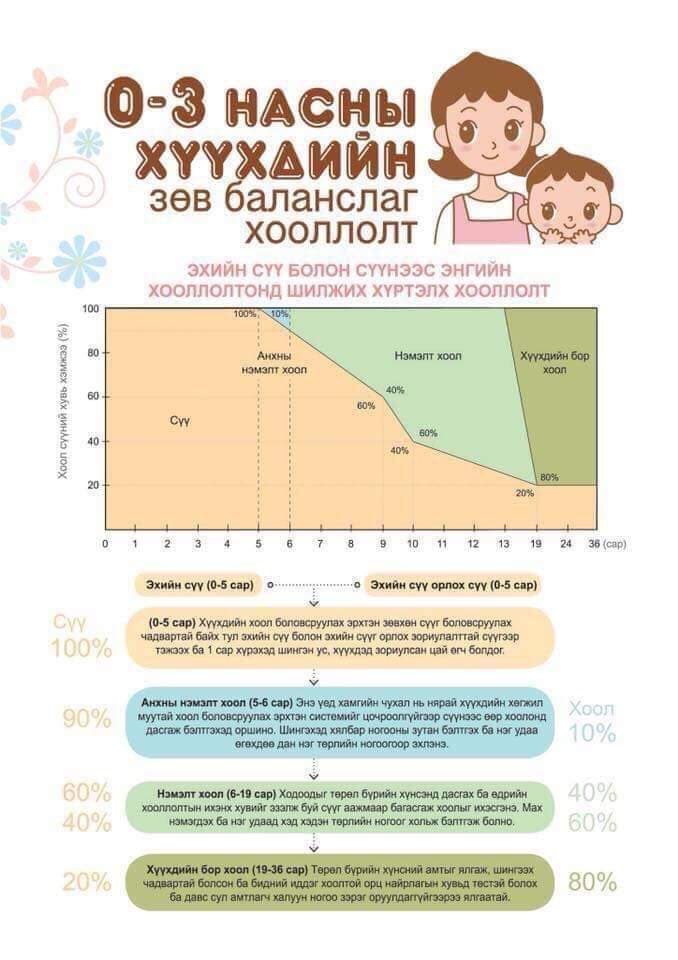 0-3 НАСНЫ
ХҮҮХДИЙН
зөв баланслаг
хооллолт
ЭХИЙН СҮҮ БОЛОН СҮҮНЭЭС ЭНГИЙН
ХООЛЛОЛТОНД ШИЛЖИХ ХҮРТЭЛХ ХООЛЛОЛТ
Хоол сүүний хувь хэмжээ (%)
100
80
60
40
20
100%
10%
Анхны
нэмэлт хоол
Нэмэлт хоол
Хүүхдийн бор
хоол
Сүү
60%
40%
40%
60%
20%
80%
0 1 2 3 4 5 6 7 8 9 10 11 12 13 19 24 36 (сар)
Эхийн сүү (0-5 сар)
Эхийн сүү орлох сүү (0-5 сар)
Сүү
100%
(0-5 сар) Хүүхдийн хоол боловсруулах эрхтэн зөвхөн сүүг боловсруулах
чадвартай байх тул эхийн сүү болон эхийн сүүг орлох зориулалттай сүүгээр
тэжээх ба 1 сар хүрэхэд шингэн ус, хүүхдэд зориулсан цай өгч болдог.
90%
Анхны нэмэлт хоол (5-6 сар) Энэ үед хамгийн чухал нь нярай хүүхдийн хөгжил
муутай хоол боловсруулах эрхтэн системийг цочроолгүйгээр сүүнээс өөр хоолонд
дасгаж бэлтгэхэд оршино. Шингэхэд хялбар ногооны зутан бэлтгэх ба нэг удаа
өгөхдөө дан нэг төрлийн ногоогоор эхлэнэ.
Хоол
10%
60%
40%
Нэмэлт хоол (6-19 сар) Ходоодыг төрөл бүрийн хүнсэнд дасгах ба өдрийн
хооллолтын ихэнх хувийг эзэлж буй сүүг аажмаар багасгаж хоолыг ихэсгэнэ. Мах
нэмэгдэх ба нэг удаад хэд хэдэн төрлийн ногоог хольж бэлтгэж болно.
40%
60%
20%
Хүүхдийн бор хоол (19-36 сар) Төрөл бүрийн хүнсний амтыг ялгаж, шингээх
чадвартай болсон ба бидний иддэг хоолтой орц найрлагын хувьд төстэй болох
ба давс сул амтлагч халуун ногоо зэрэг оруулдаггүйгээрээ ялгаатай.
80%